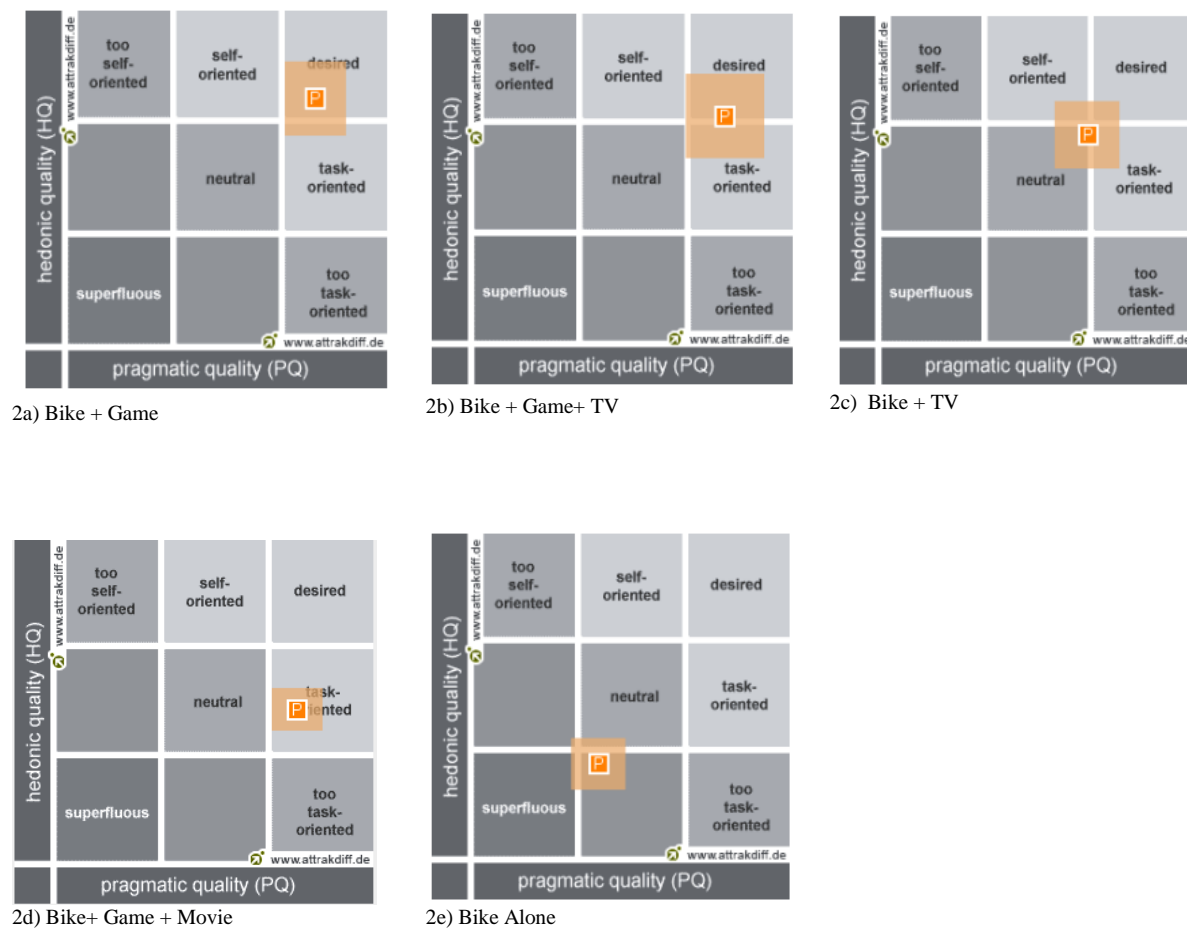 hedonic quality (HQ)
www.attrakdiff.de
too
self-
oriented
self-
oriented
desired
neutral
task-
oriented
superfluous
too
task-
oriented
www.attrakdiff.de
pragmatic quality (PQ)
P
2a) Bike + Game
hedonic quality (HQ)
www.attrakdiff.de
too
self-
oriented
self-
oriented
desired
P
neutral
task-
oriented
superfluous
too
task-
oriented
www.attrakdiff.de
pragmatic quality (PQ)
2b) Bike + Game+ TV
hedonic quality (HQ)
www.attrakdiff.de
too
self-
oriented
self-
oriented
desired
P
neutral
task-
oriented
superfluous
too
task-
oriented
www.attrakdiff.de
pragmatic quality (PQ)
2c) Bike + TV
hedonic quality (HQ)
www.attrakdiff.de
too
self-
oriented
self-
oriented
desired
neutral
task-
P
iented
superfluous
too
task-
oriented
www.attrakdiff.de
pragmatic quality (PQ)
2d) Bike+ Game + Movie
hedonic quality (HQ)
www.attrakdiff.de
too
self-
oriented
self-
oriented
desired
neutral
task-
oriented
P
superfluous
too
task-
oriented
www.attrakdiff.de
pragmatic quality (PQ)
2e) Bike Alone